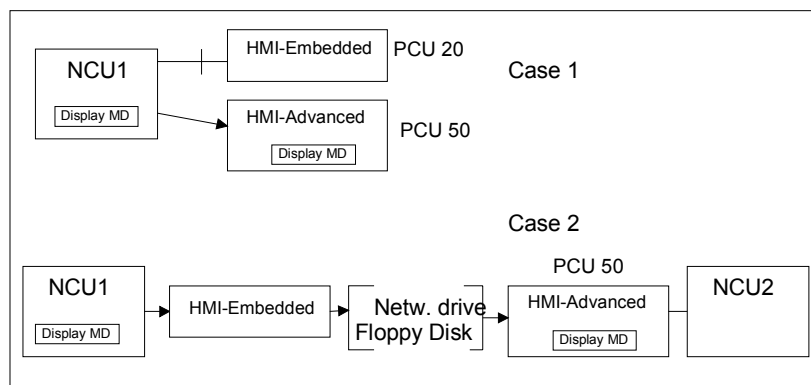 HMI-Embedded
PCU 20
NCU1
Case 1
Display MD
HMI-Advanced
PCU 50
Display MD
Case 2
PCU 50
NCU1
HMI-Embedded
Netw. drive
Floppy Disk
HMI-Advanced
NCU2
Display MD
Display MD